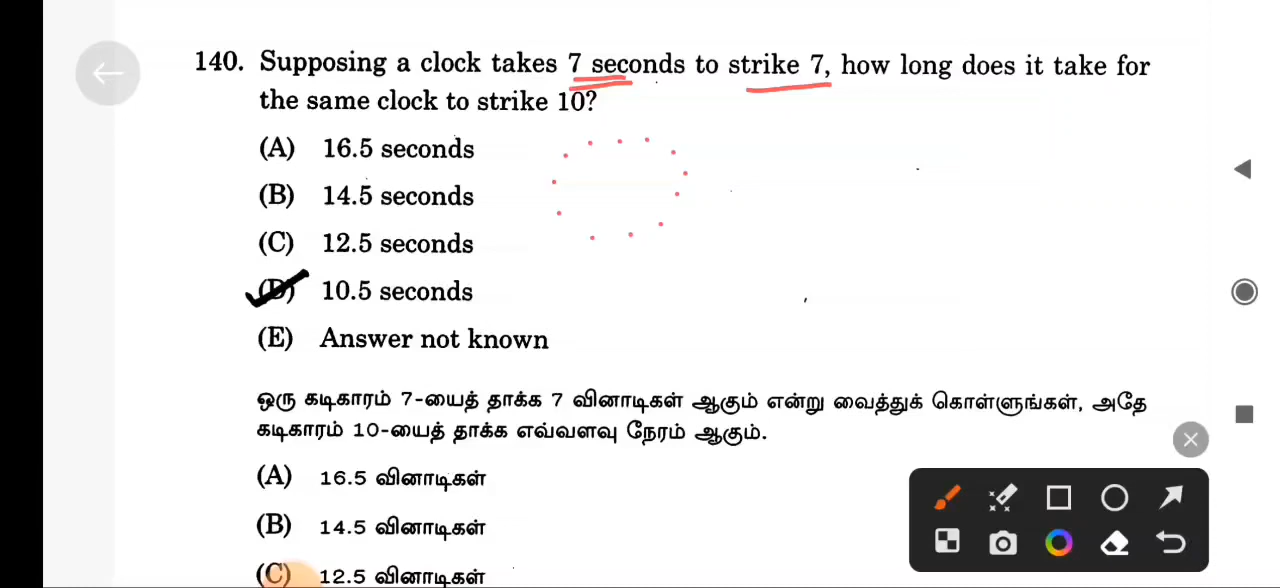 140. Supposing a clock takes 7 seconds to strike 7, how long does it take for
the same clock to strike 10?
(A) 16.5 seconds
(B) 14.5 seconds
(C) 12.5 seconds
(D) 10.5 seconds
(E) Answer not known
ஒரு கடிகாரம் 7-யைத் தாக்க 7 வினாடிகள் ஆகும் என்று வைத்துக் கொள்ளுங்கள், அதே
கடிகாரம் 10-யைத் தாக்க எவ்வளவு நேரம் ஆகும்.
(A) 16.5 வினாடிகள்
(B) 14.5 வினாடிகள்
(C) 12.5 வினாடிகள்